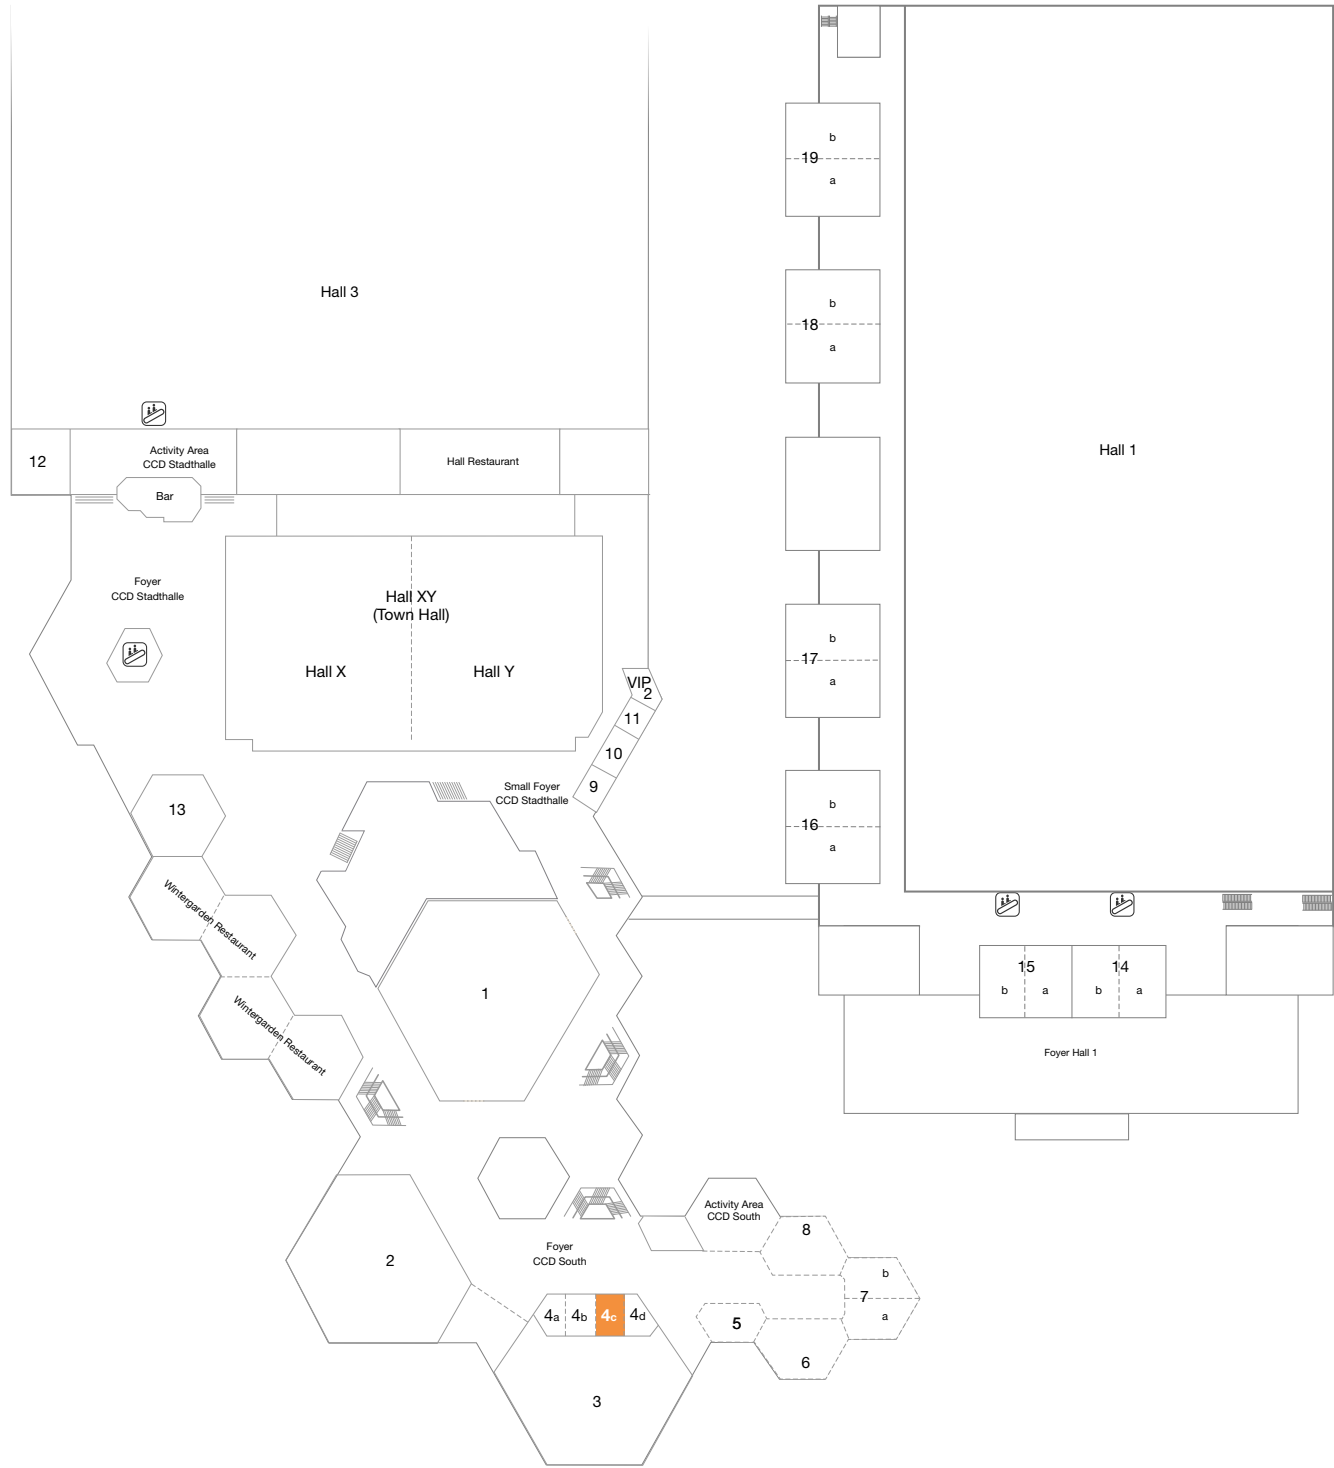 Hall 3
12
Activity Area
CCD Stadthalle
Hall Restaurant
Bar
Foyer
CCD Stadthalle
Hall XY
(Town Hall)
Hall X
Hall Y
VIP
2
11
10
9
Small Foyer
CCD Stadthalle
13
Wintergarden Restaurant
Wintergarden Restaurant
1
2
Foyer
CCD South
4a
4b
4c
4d
3
Activity Area
CCD South
8
b
7
a
5
6
b
19
a
b
18
a
b
17
a
b
16
a
Hall 1
15
b
a
14
b
a
Foyer Hall 1